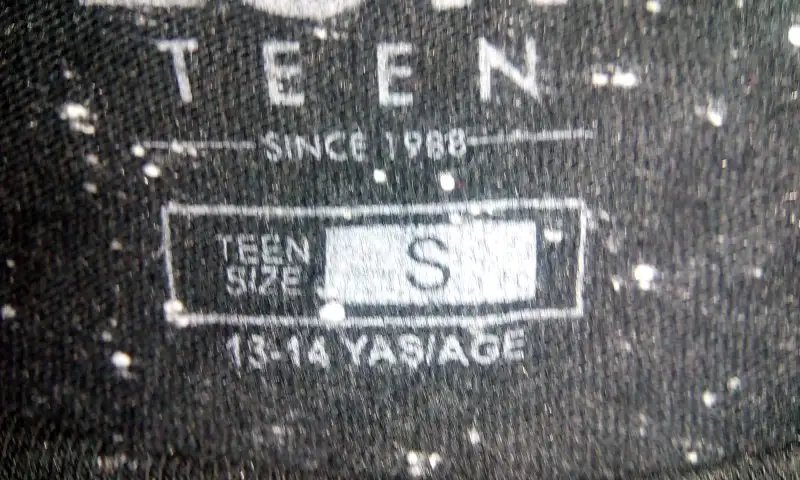 TEEN
SINCE 1988
TEEN
SIZE
S
13-14 YAŞ/AGE